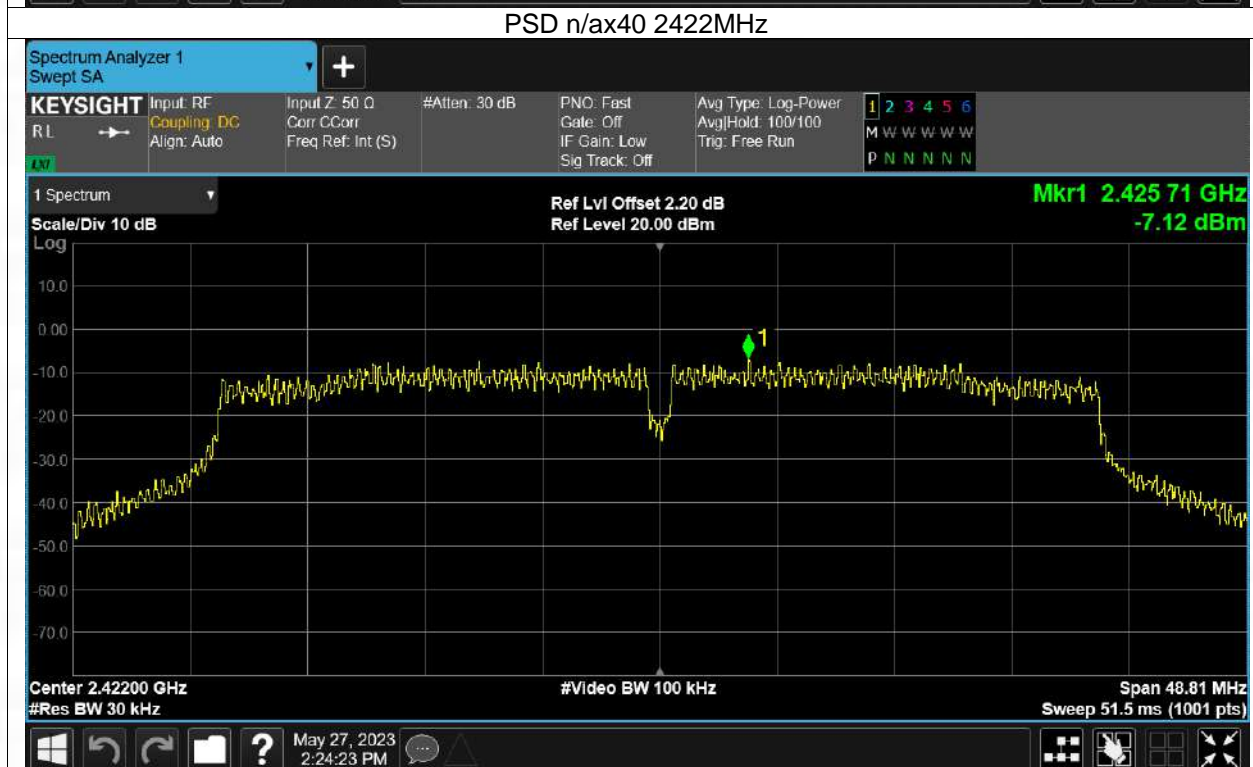 PSD n/ax40 2422MHz
Spectrum Analyzer 1
Swept SA
KEYSIGHT
RL
LXI
Input: RF
Coupling: DC
Align: Auto
Input Z: 50 Ω
Corr CCorr
Freq Ref: Int (S)
#Atten: 30 dB
PNO: Fast
Gate: Off
IF Gain: Low
Sig Track: Off
Avg Type: Log-Power
Avg|Hold: 100/100
Trig: Free Run
1 2 3 4 5 6
M W W W W W
P N N N N N
1 Spectrum
Scale/Div 10 dB
Ref Lvl Offset 2.20 dB
Ref Level 20.00 dBm
Mkr1 2.425 71 GHz
-7.12 dBm
Log
10.0
0.00
-10.0
-20.0
-30.0
-40.0
-50.0
-60.0
-70.0
1
Center 2.42200 GHz
#Res BW 30 kHz
#Video BW 100 kHz
Span 48.81 MHz
Sweep 51.5 ms (1001 pts)
?
May 27, 2023
2:24:23 PM